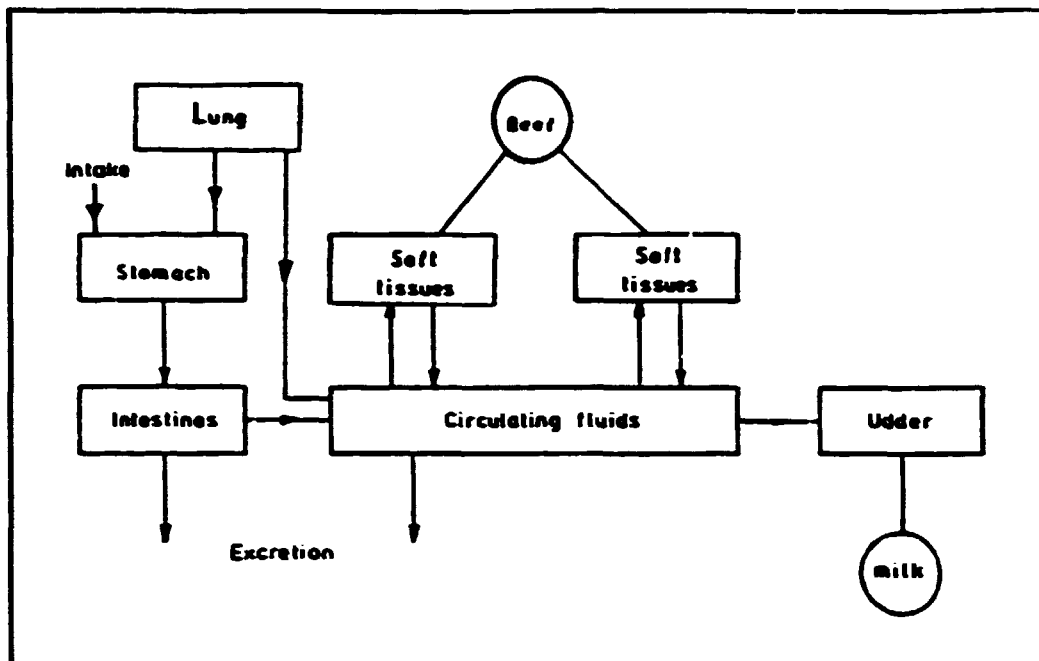 Lung
Beef
Intake
Stomach
Soft
tissues
Soft
tissues
Intestines
Circulating fluids
Udder
Excretion
milk